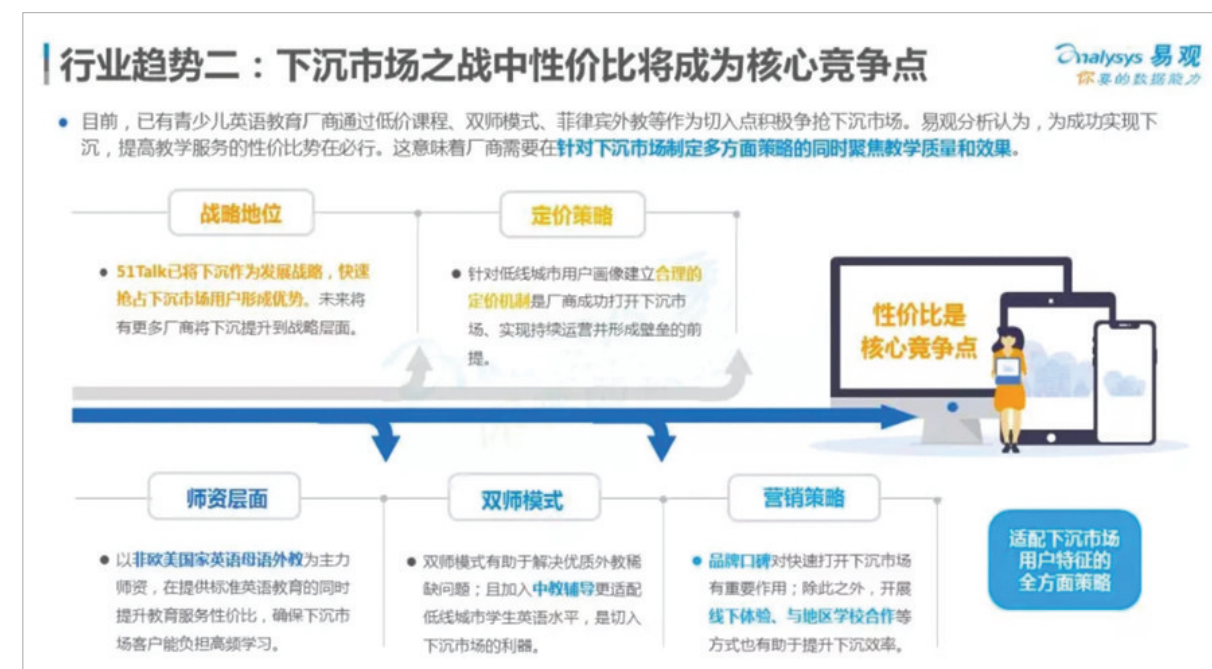 行业趋势二：下沉市场之战中性价比将成为核心竞争点
analysys 易观
你要的数据能力
● 目前，已有青少儿英语教育厂商通过低价课程、双师模式、菲律宾外教等作为切入点积极争抢下沉市场。易观分析认为，为成功实现下
沉，提高教学服务的性价比势在必行。这意味着厂商需要在针对下沉市场制定多方面策略的同时聚焦教学质量和效果。
战略地位
● 51Talk已将下沉作为发展战略，快速
抢占下沉市场用户形成优势。未来将
有更多厂商将下沉提升到战略层面。
定价策略
● 针对低线城市用户画像建立合理的
定价机制是厂商成功打开下沉市
场、实现持续运营并形成壁垒的前
提。
性价比是
核心竞争点
师资层面
● 以非欧美国家英语母语外教为主力
师资，在提供标准英语教育的同时
提升教育服务性价比，确保下沉市
场客户能负担高频学习。
双师模式
● 双师模式有助于解决优质外教稀
缺问题；且加入中教辅导更适配
低线城市学生英语水平，是切入
下沉市场的利器。
营销策略
● 品牌口碑对快速打开下沉市场
有重要作用；除此之外，开展
线下体验、与地区学校合作等
方式也有助于提升下沉效率。
适配下沉市场
用户特征的
全方面策略